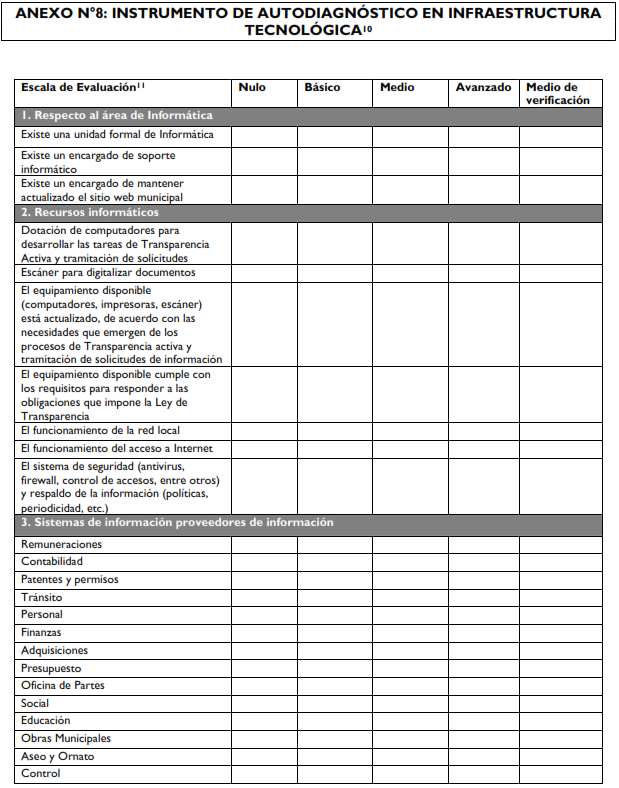 ANEXO N°8: INSTRUMENTO DE AUTODIAGNÓSTICO EN INFRAESTRUCTURA
TECNOLÓGICA¹⁰
Escala de Evaluación¹¹ Nulo Básico Medio Avanzado Medio de
verificación
1. Respecto al área de Informática
Existe una unidad formal de Informática
Existe un encargado de soporte
informático
Existe un encargado de mantener
actualizado el sitio web municipal
2. Recursos informáticos
Dotación de computadores para
desarrollar las tareas de Transparencia
Activa y tramitación de solicitudes
Escáner para digitalizar documentos
El equipamiento disponible
(computadores, impresoras, escáner)
está actualizado, de acuerdo con las
necesidades que emergen de los
procesos de Transparencia activa y
tramitación de solicitudes de información
El equipamiento disponible cumple con
los requisitos para responder a las
obligaciones que impone la Ley de
Transparencia
El funcionamiento de la red local
El funcionamiento del acceso a Internet
El sistema de seguridad (antivirus,
firewall, control de accesos, entre otros)
y respaldo de la información (políticas,
periodicidad, etc.)
3. Sistemas de información proveedores de información
Remuneraciones
Contabilidad
Patentes y permisos
Tránsito
Personal
Finanzas
Adquisiciones
Presupuesto
Oficina de Partes
Social
Educación
Obras Municipales
Aseo y Ornato
Control